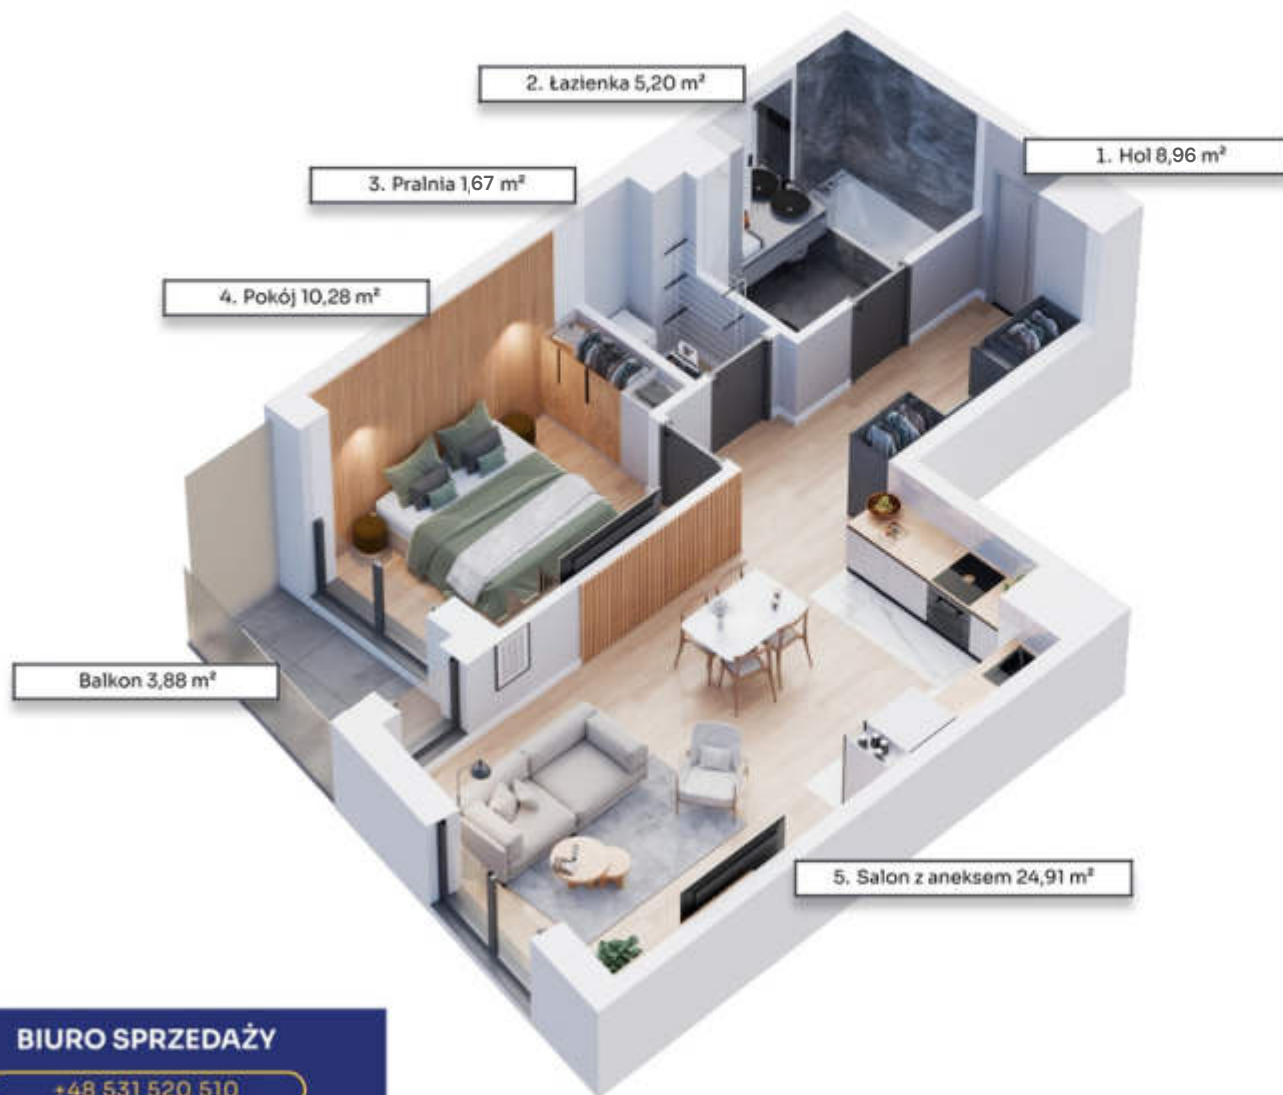 2. Łazienka 5,20 m²
1. Hol 8,96 m²
3. Pralnia 1,67 m²
4. Pokój 10,28 m²
Balkon 3,88 m²
5. Salon z aneksem 24,91 m²
BIURO SPRZEDAŻY
+48 531 520 510